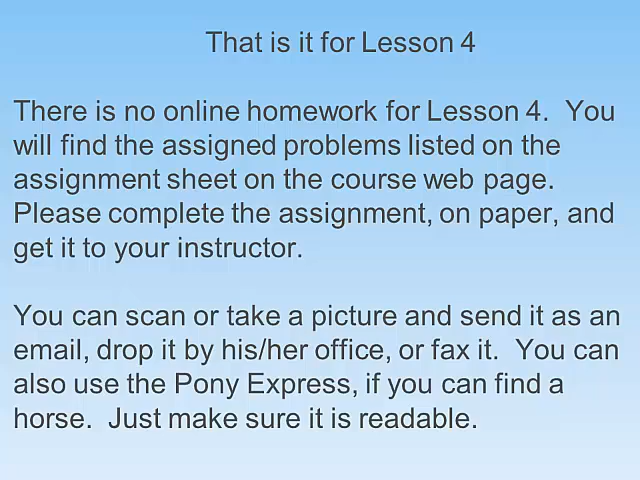 That is it for Lesson 4
There is no online homework for Lesson 4.  You
will find the assigned problems listed on the
assignment sheet on the course web page.
Please complete the assignment, on paper, and
get it to your instructor.
You can scan or take a picture and send it as an
email, drop it by his/her office, or fax it.  You can
also use the Pony Express, if you can find a
horse.  Just make sure it is readable.